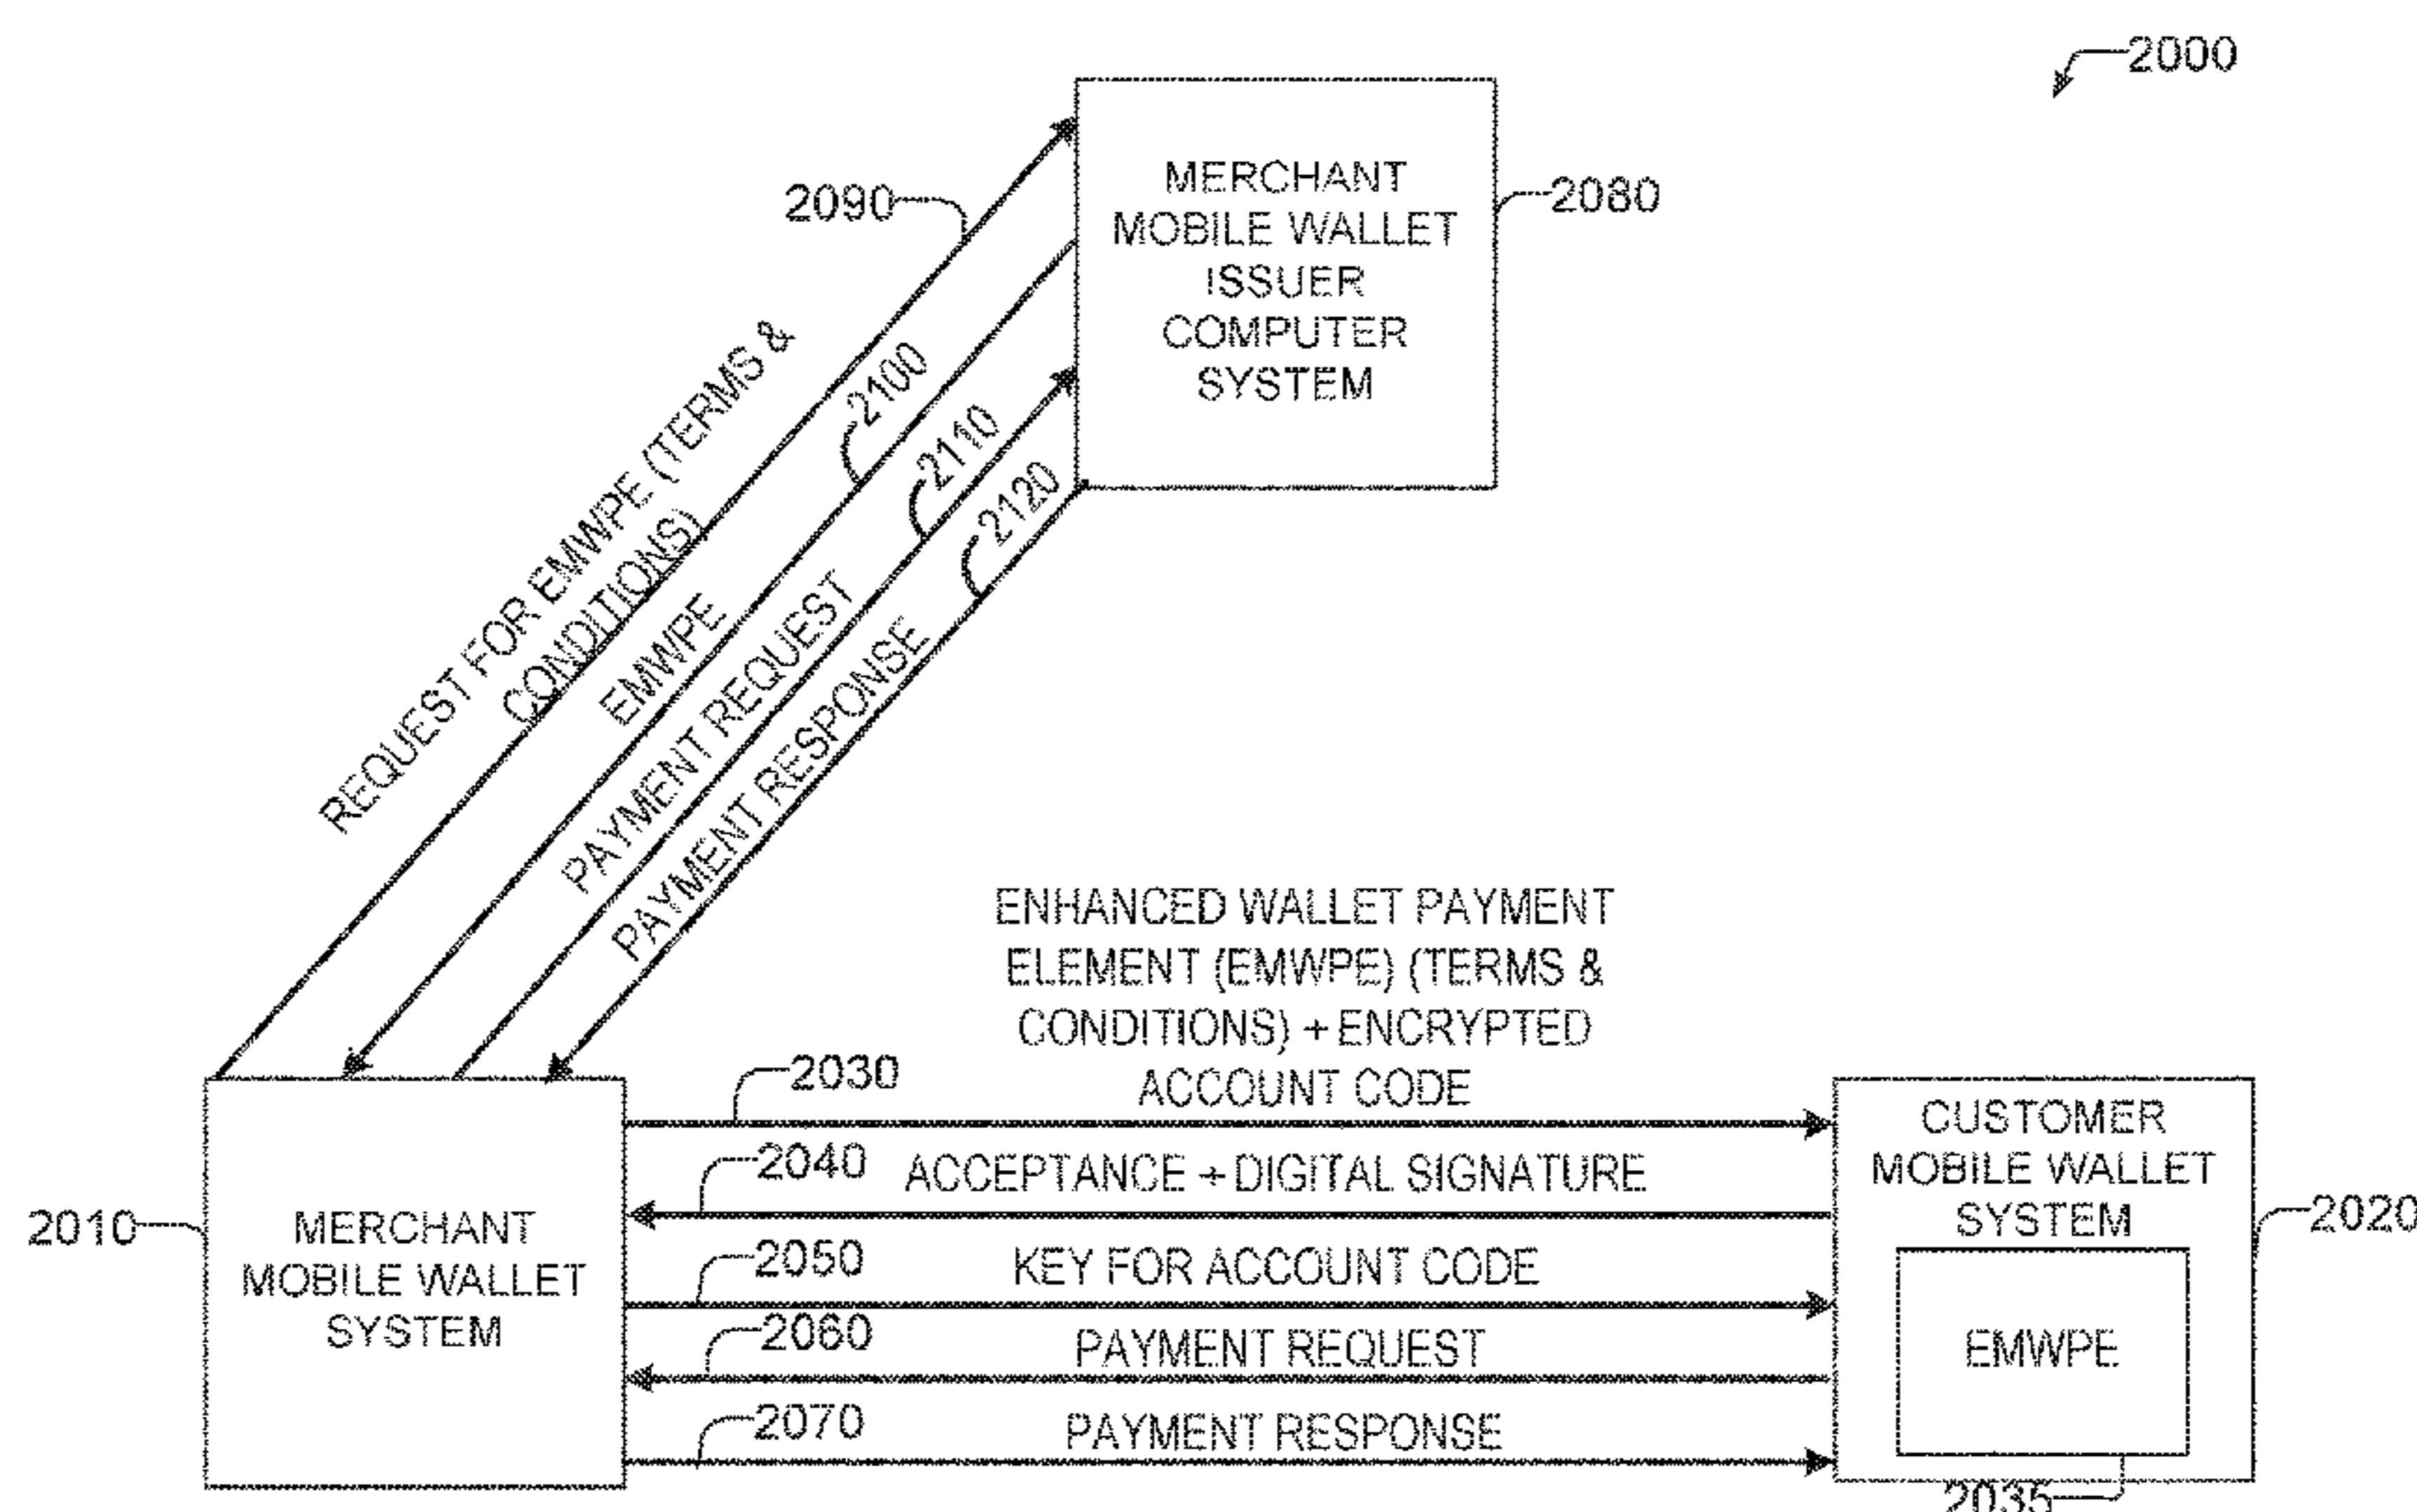 2000
MERCHANT
MOBILE WALLET
ISSUER
COMPUTER
SYSTEM
2080
2090
2100
2110
2120
REQUEST FOR EMWPE (TERMS &
CONDITIONS)
EMWPE
PAYMENT REQUEST
PAYMENT RESPONSE
ENHANCED WALLET PAYMENT
ELEMENT (EMWPE) (TERMS &
CONDITIONS) + ENCRYPTED
ACCOUNT CODE
2030
2040
ACCEPTANCE + DIGITAL SIGNATURE
2050
KEY FOR ACCOUNT CODE
2060
PAYMENT REQUEST
2070
PAYMENT RESPONSE
2010
MERCHANT
MOBILE WALLET
SYSTEM
CUSTOMER
MOBILE WALLET
SYSTEM
2020
EMWPE
2035